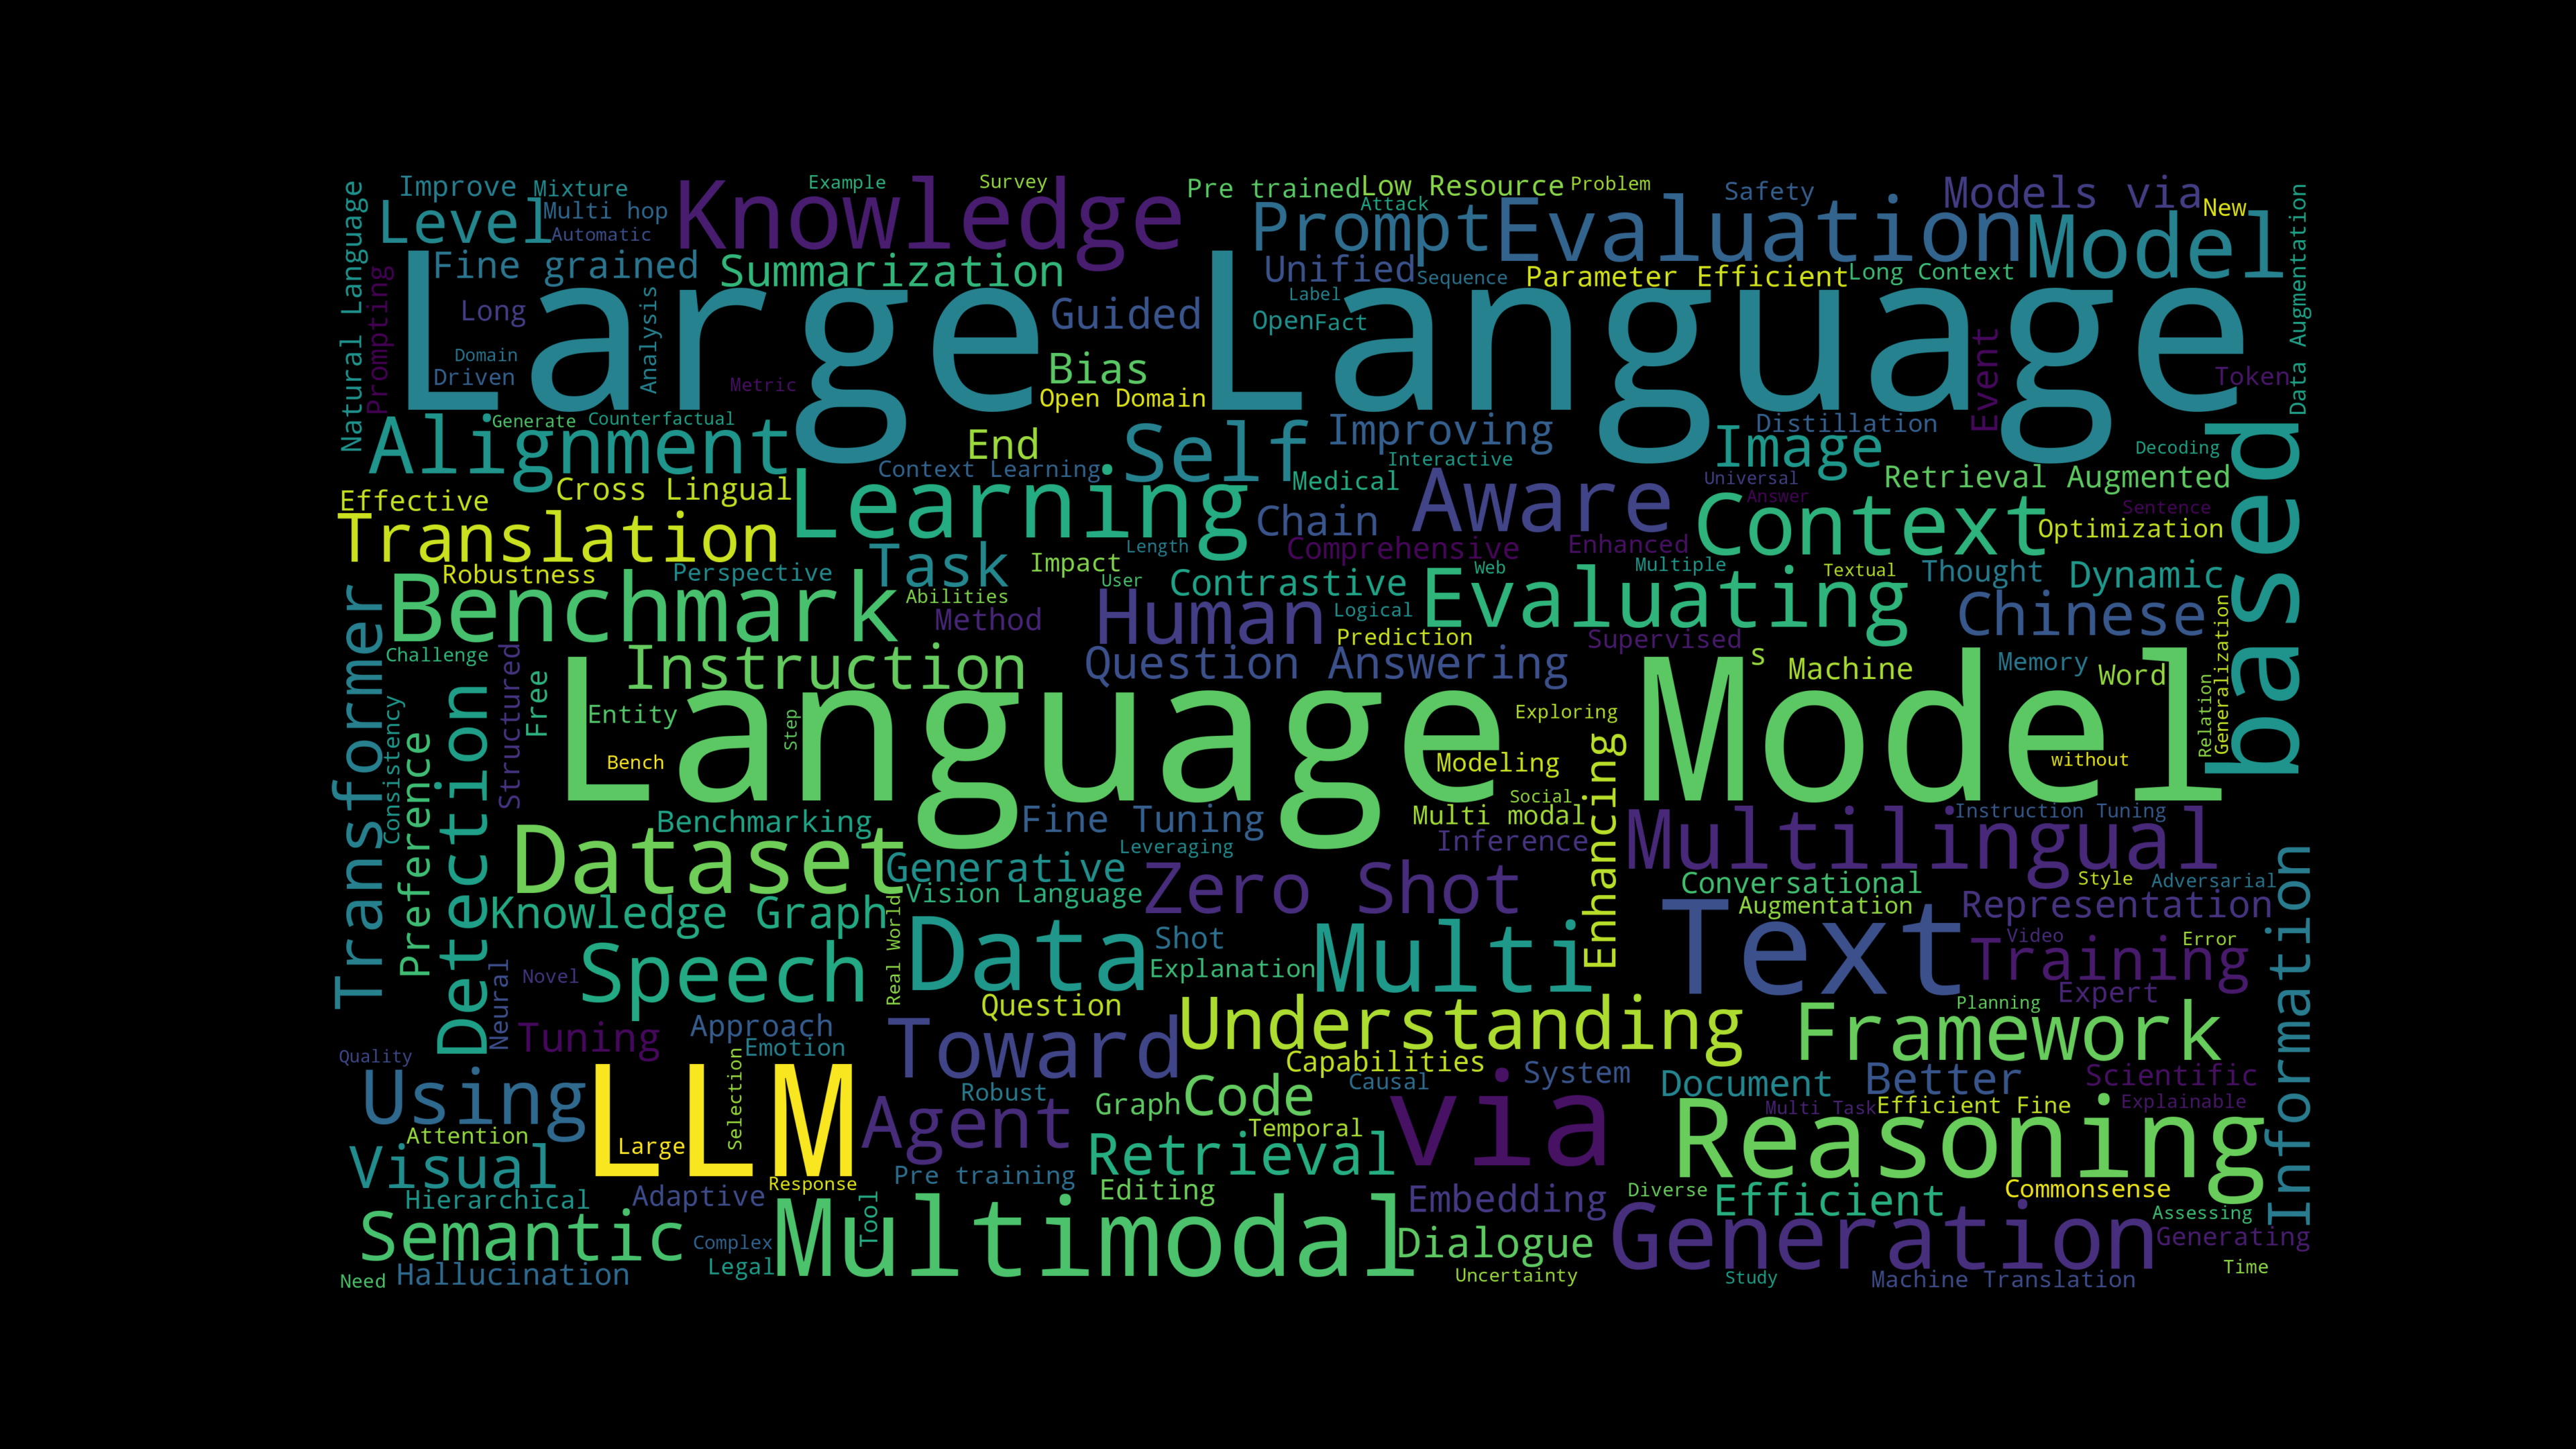 Improve Mixture
Example
Survey
Pre trained
Low Resource
Problem
Safety
Models via
New
Natural Language
Level
Multi hop
Automatic
Knowledge
Attack
Prompt
Evaluation
Model
Data Augmentation
Prompting
Fine grained
Summarization
Unified
Sequence
Parameter Efficient
Long Context
Large Language
Long
Analysis
Guided
Label
Open
Fact
Event
Domain
Driven
Metric
Bias
Open Domain
Token
Generate
Counterfactual
Alignment
End
Self
Improving
Distillation
Image
Decoding
based
Context Learning
Interactive
Medical
Universal
Retrieval Augmented
Effective
Cross Lingual
Learning
Chain
Aware
Answer
Context
Sentence
Optimization
Translation
Task
Impact
Length
Comprehensive
Enhanced
Robustness
Perspective
User
Contrastive
Web
Multiple
Textual
Thought
Dynamic
Transformer
Benchmark
Abilities
Method
Human
Logical
Evaluating
Chinese
Generalization
Challenge
Structured
Instruction
Prediction
Question Answering
Supervised
s
Machine
Memory
Word
Relation
Consistency
Preference
Detection
Free
Entity
Step
Bench
Language Model
Exploring
Modeling
without
Enhancing
Benchmarking
Fine Tuning
Social
Multi modal
Instruction Tuning
Dataset
Leveraging
Inference
Multilingual
Generative
Vision Language
Zero Shot
Conversational
Style
Adversarial
Information
Knowledge Graph
Real World
Data
Shot
Explanation
Multi
Augmentation
Text
Representation
Video
Error
Training
Neural
Novel
Speech
Question
Expert
Planning
Tuning
Approach
Emotion
Toward
Understanding
Framework
Quality
Selection
Capabilities
Causal
System
Using
LLM
Robust
Graph
Code
via
Document
Better
Scientific
Multi Task
Efficient Fine
Explainable
Attention
Large
Agent
Temporal
Retrieval
Reasoning
Visual
Response
Pre training
Hierarchical
Adaptive
Tool
Editing
Embedding
Diverse
Efficient
Commonsense
Assessing
Semantic
Complex
Legal
Multimodal
Dialogue
Generation
Generating
Need
Hallucination
Uncertainty
Study
Machine Translation
Time